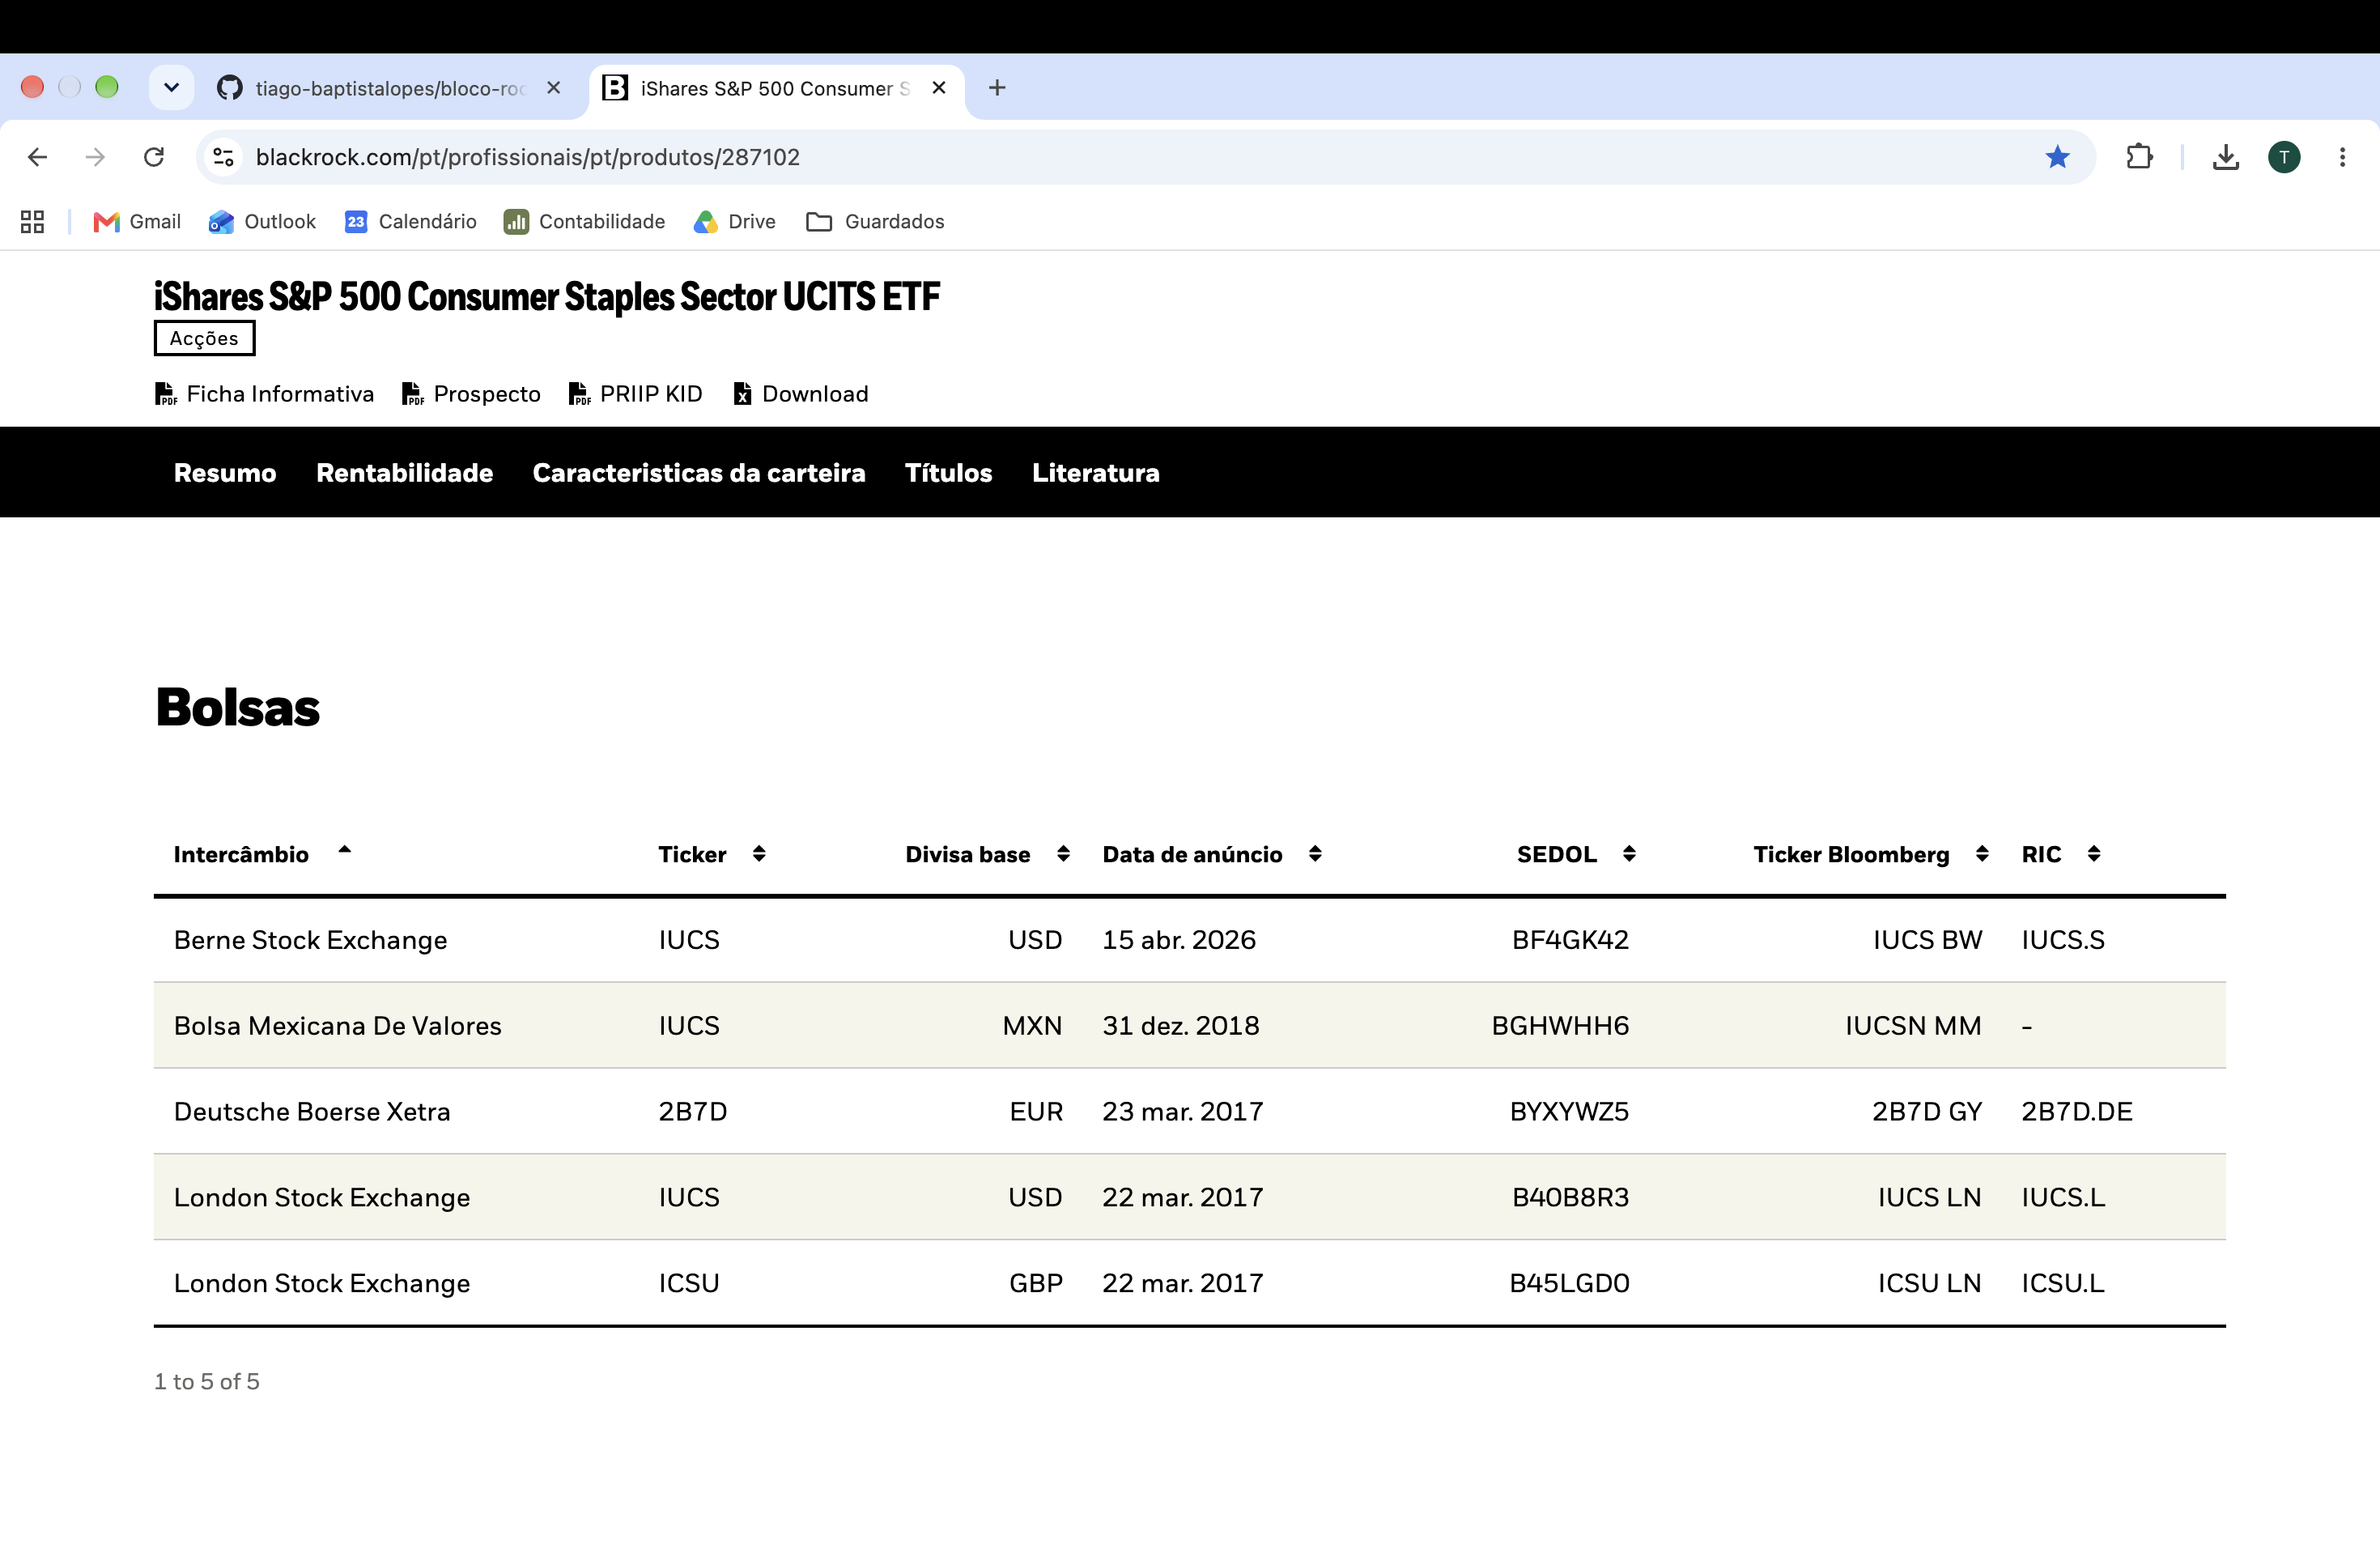 tiago-baptistalopes/bloco-roc
iShares S&P 500 Consumer S
blackrock.com/pt/profissionais/pt/produtos/287102
T
Gmail
Outlook
23 Calendário
Contabilidade
Drive
Guardados
iShares S&P 500 Consumer Staples Sector UCITS ETF
Acções
PDF Ficha Informativa
PDF Prospecto
PDF PRIIP KID
X Download
Resumo Rentabilidade Caracteristicas da carteira Títulos Literatura
Bolsas
Intercâmbio Ticker Divisa base Data de anúncio SEDOL Ticker Bloomberg RIC
Berne Stock Exchange IUCS USD 15 abr. 2026 BF4GK42 IUCS BW IUCS.S
Bolsa Mexicana De Valores IUCS MXN 31 dez. 2018 BGHWHH6 IUCSN MM -
Deutsche Boerse Xetra 2B7D EUR 23 mar. 2017 BYXYWZ5 2B7D GY 2B7D.DE
London Stock Exchange IUCS USD 22 mar. 2017 B40B8R3 IUCS LN IUCS.L
London Stock Exchange ICSU GBP 22 mar. 2017 B45LGD0 ICSU LN ICSU.L
1 to 5 of 5